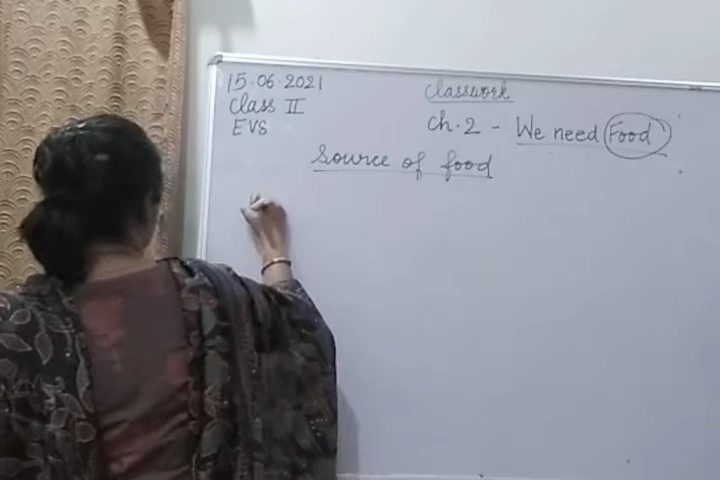 15.06.2021
Classwork
Class II
EVS
Ch.2 - We need Food
Source of food